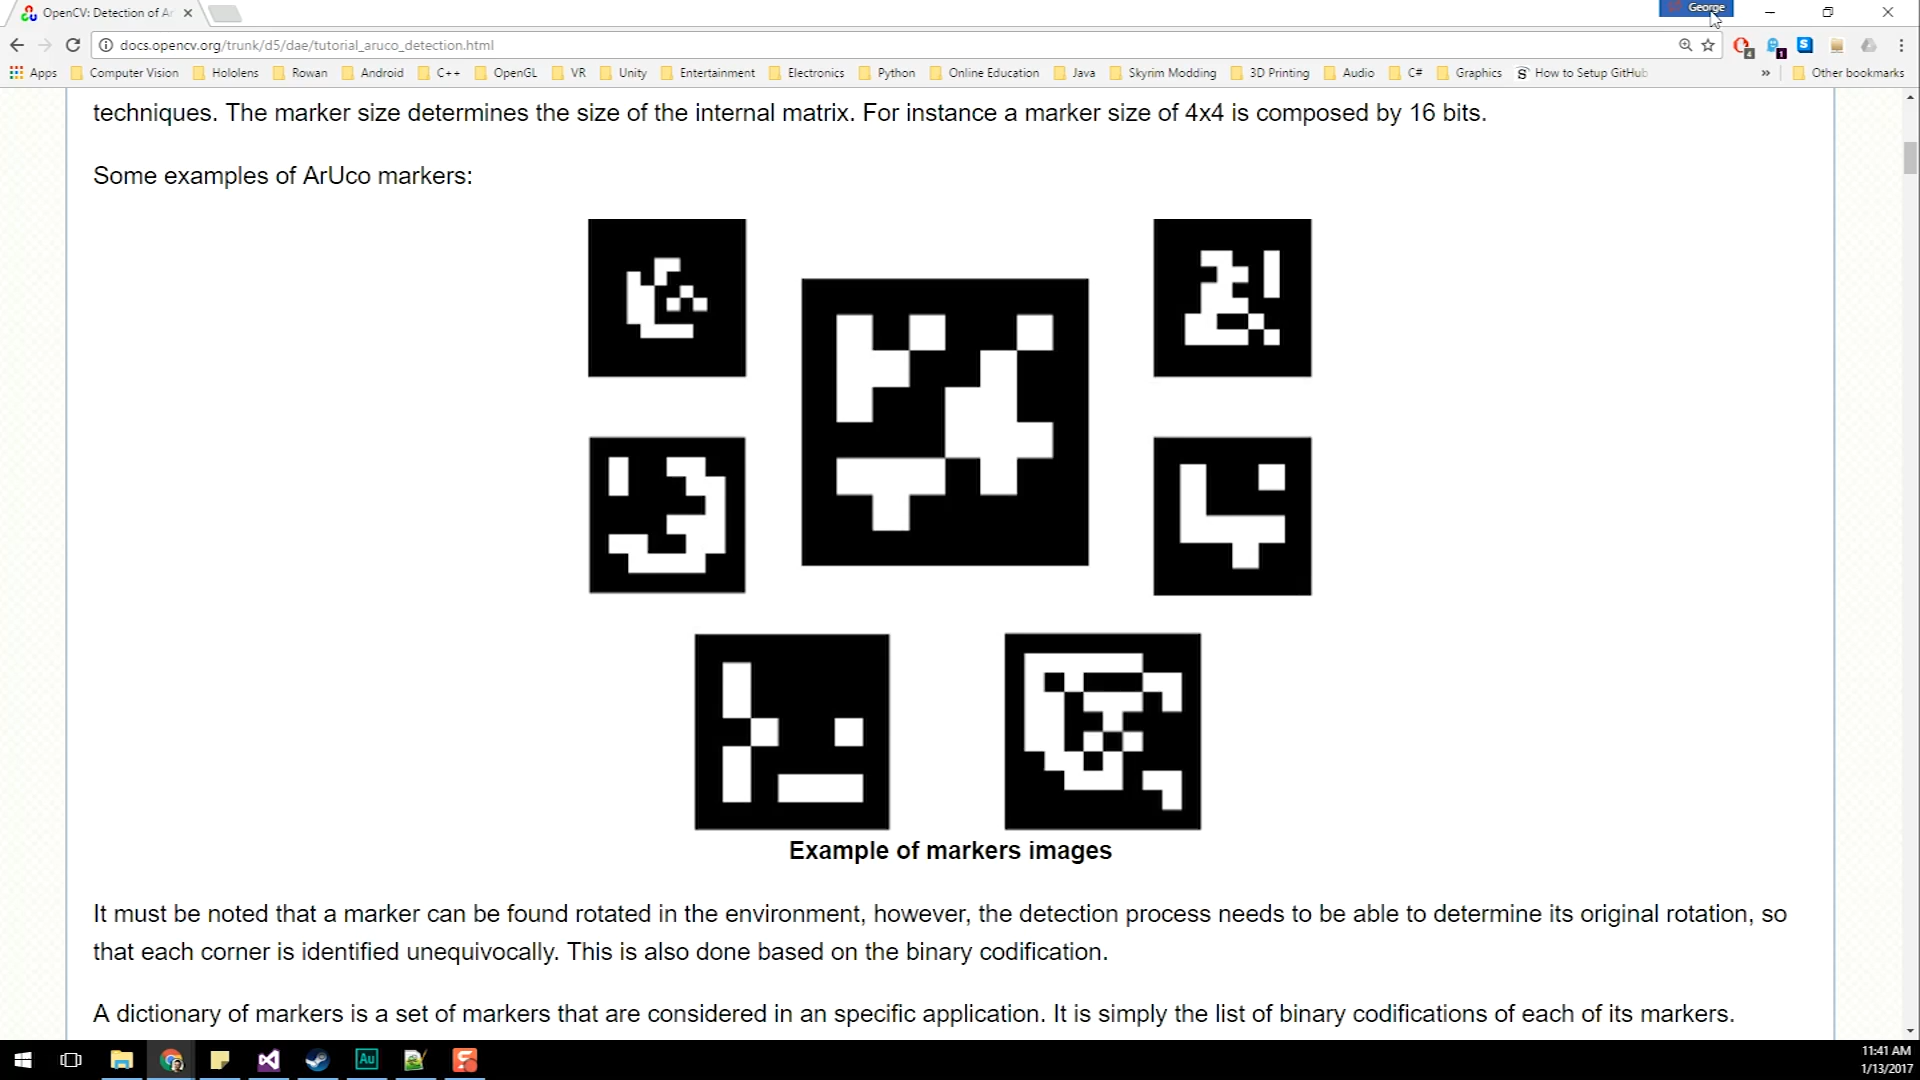 OpenCV: Detection of Ar
George
docs.opencv.org/trunk/d5/dae/tutorial_aruco_detection.html
4
1
Apps Computer Vision Hololens Rowan Android C++ OpenGL VR Unity Entertainment Electronics Python Online Education Java Skyrim Modding 3D Printing Audio C# Graphics How to Setup GitHub » Other bookmarks
techniques. The marker size determines the size of the internal matrix. For instance a marker size of 4x4 is composed by 16 bits.
Some examples of ArUco markers:
Example of markers images
It must be noted that a marker can be found rotated in the environment, however, the detection process needs to be able to determine its original rotation, so
that each corner is identified unequivocally. This is also done based on the binary codification.
A dictionary of markers is a set of markers that are considered in an specific application. It is simply the list of binary codifications of each of its markers.
Au
11:41 AM
1/13/2017